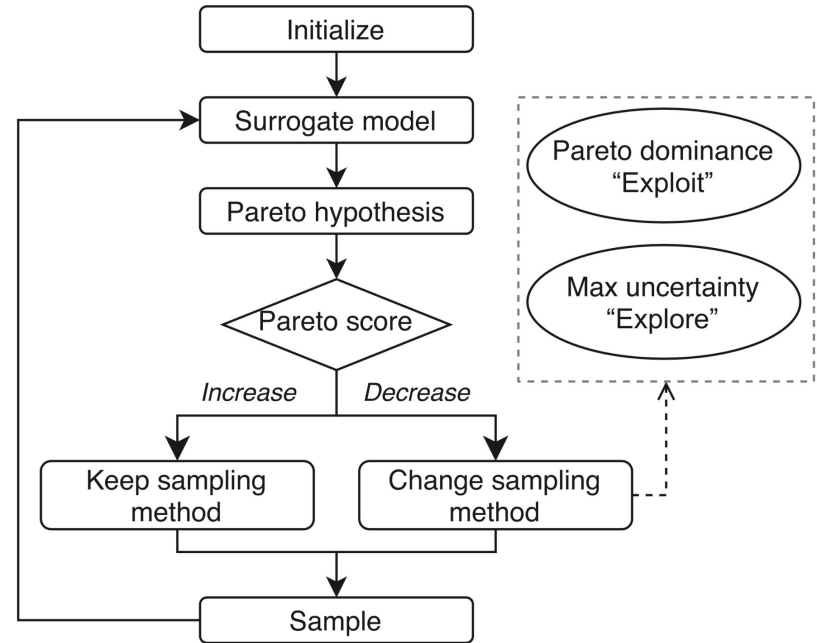 Initialize
Surrogate model
Pareto hypothesis
Pareto score
Increase
Decrease
Keep sampling
method
Change sampling
method
Sample
Pareto dominance
“Exploit”
Max uncertainty
“Explore”